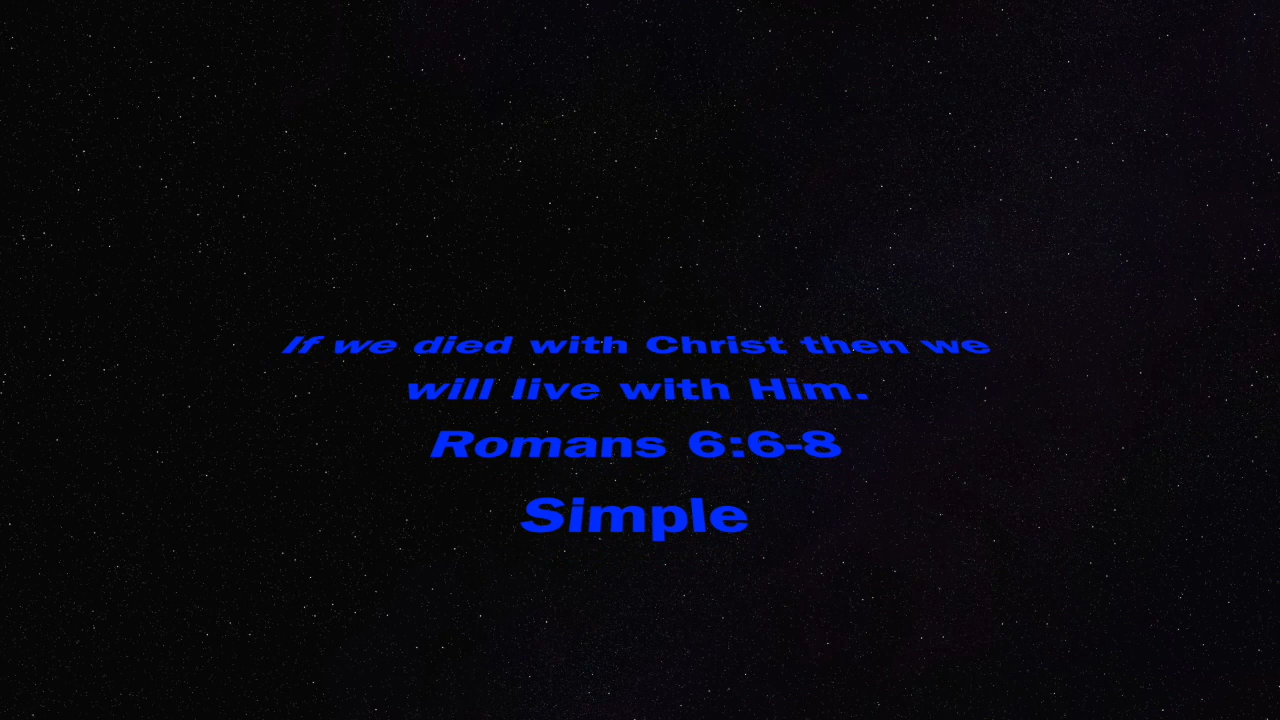 If we died with Christ then we
will live with Him.
Romans 6:6-8
Simple